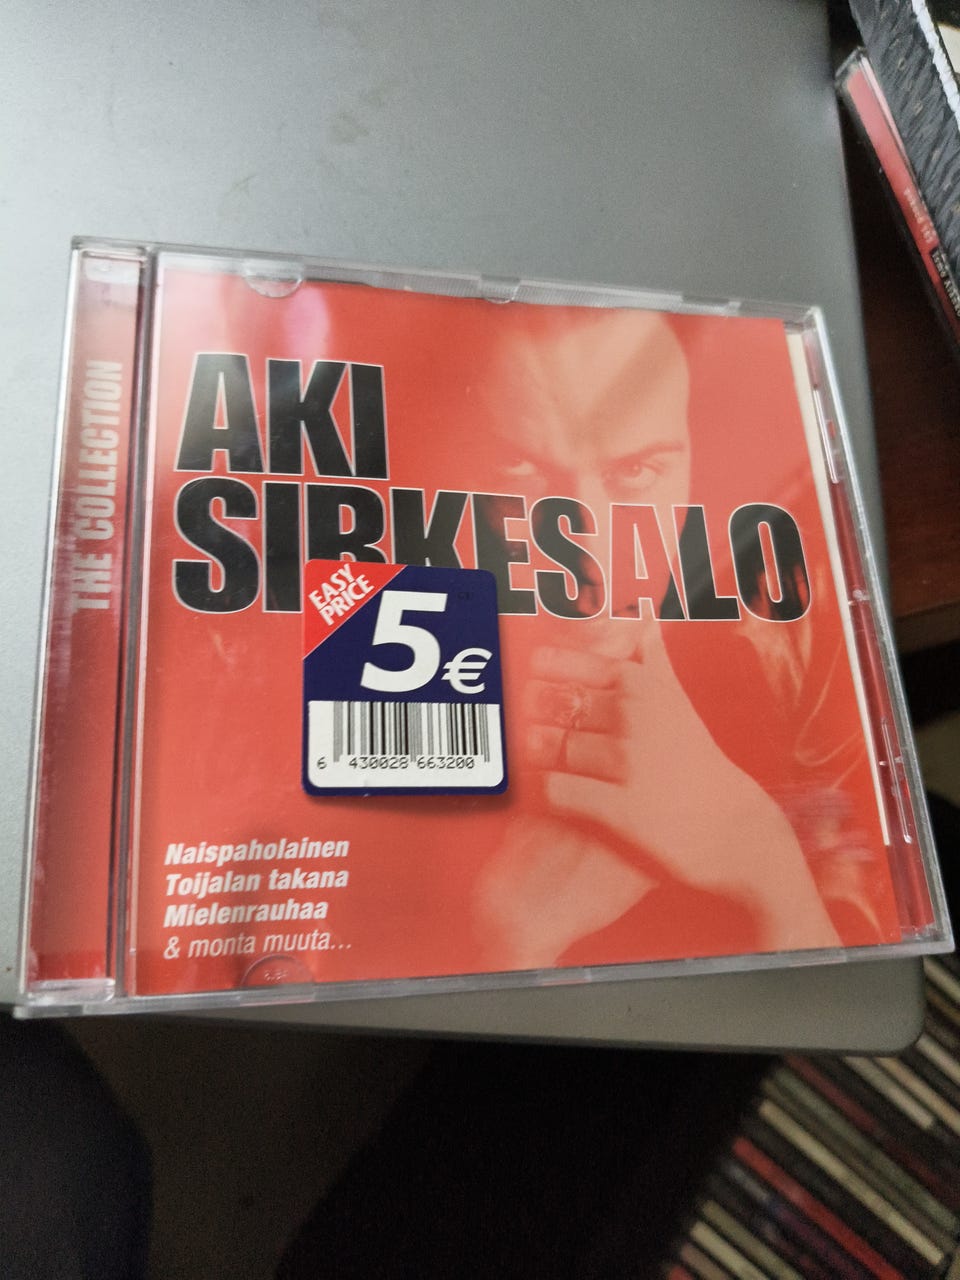 THE COLLECTION
AKI
SIRKESALO
EASY
PRICE
5€
6 430028 663200
Naispaholainen
Toijalan takana
Mielenrauhaa
& monta muuta...